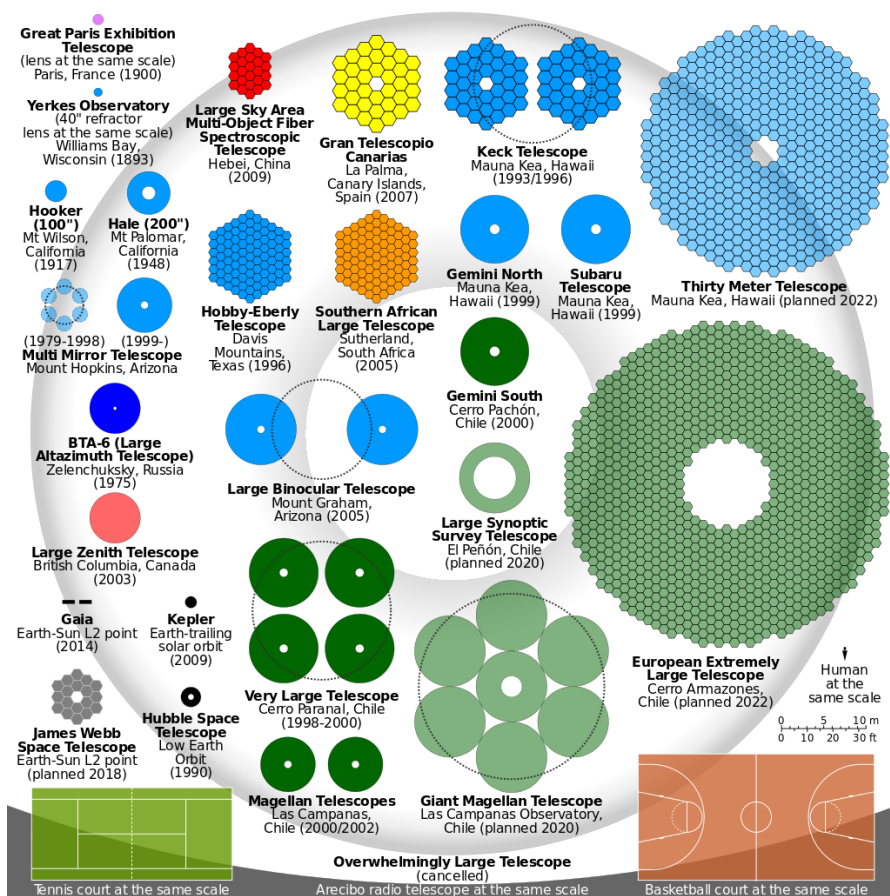 Great Paris Exhibition
Telescope
(lens at the same scale)
Paris, France (1900)
Yerkes Observatory
(40" refractor
lens at the same scale)
Williams Bay,
Wisconsin (1893)
Hooker
(100")
Mt Wilson,
California
(1917)
Hale (200")
Mt Palomar,
California
(1948)
(1979-1998)
(1999-)
Multi Mirror Telescope
Mount Hopkins, Arizona
BTA-6 (Large
Altazimuth Telescope)
Zelenchuksky, Russia
(1975)
Large Zenith Telescope
British Columbia, Canada
(2003)
Gaia
Earth-Sun L2 point
(2014)
Kepler
Earth-trailing
solar orbit
(2009)
James Webb
Space Telescope
Earth-Sun L2 point
(planned 2018)
Hubble Space
Telescope
Low Earth
Orbit
(1990)
Large Sky Area
Multi-Object Fiber
Spectroscopic
Telescope
Hebei, China
(2009)
Gran Telescopio
Canarias
La Palma,
Canary Islands,
Spain (2007)
Keck Telescope
Mauna Kea, Hawaii
(1993/1996)
Hobby-Eberly
Telescope
Davis
Mountains,
Texas (1996)
Southern African
Large Telescope
Sutherland,
South Africa
(2005)
Gemini North
Mauna Kea,
Hawaii (1999)
Subaru
Telescope
Mauna Kea,
Hawaii (1999)
Thirty Meter Telescope
Mauna Kea, Hawaii (planned 2022)
Gemini South
Cerro Pachón,
Chile (2000)
Large Binocular Telescope
Mount Graham,
Arizona (2005)
Large Synoptic
Survey Telescope
El Peñón, Chile
(planned 2020)
Very Large Telescope
Cerro Paranal, Chile
(1998-2000)
Magellan Telescopes
Las Campanas,
Chile (2000/2002)
Giant Magellan Telescope
Las Campanas Observatory,
Chile (planned 2020)
European Extremely
Large Telescope
Cerro Armazones,
Chile (planned 2022)
Human
at the
same scale
0 5 10 m
0 10 20 30 ft
Overwhelmingly Large Telescope
(cancelled)
Tennis court at the same scale
Arecibo radio telescope at the same scale
Basketball court at the same scale